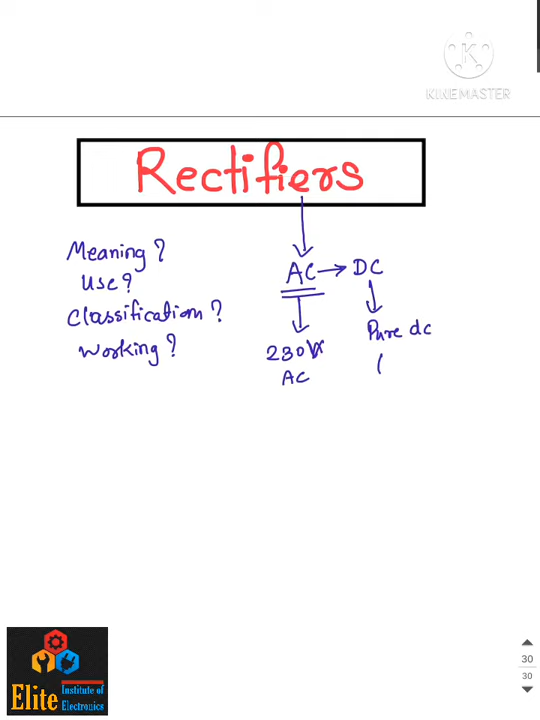 KINEMASTER
Rectifiers
Meaning ?
Use ?
Classification ?
Working ?
AC → DC
230V
AC
Pure dc
(
Elite Institute of
Electronics
30
30